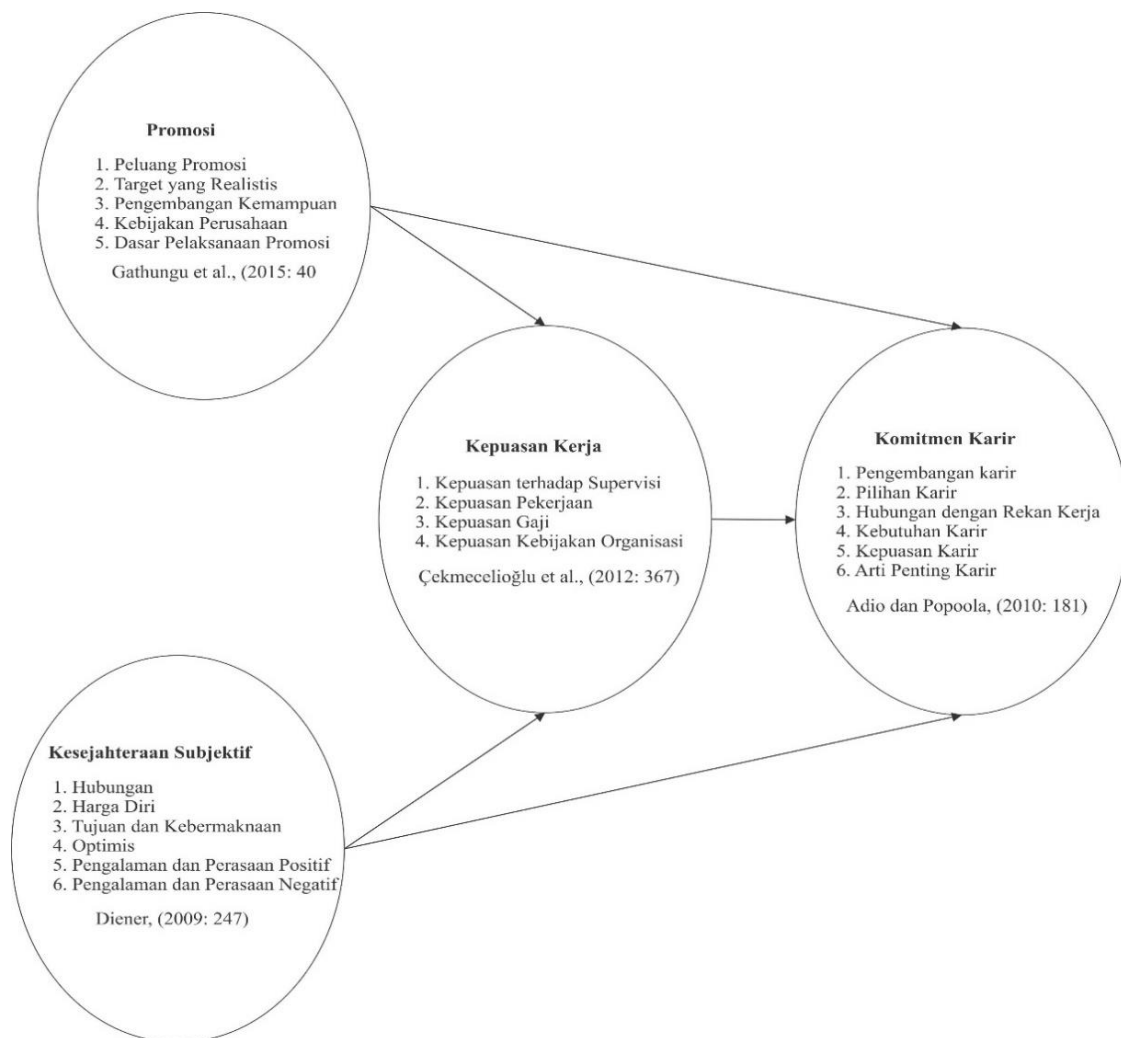 Promosi
1. Peluang Promosi
2. Target yang Realistis
3. Pengembangan Kemampuan
4. Kebijakan Perusahaan
5. Dasar Pelaksanaan Promosi
Gathungu et al., (2015: 40
Kepuasan Kerja
1. Kepuasan terhadap Supervisi
2. Kepuasan Pekerjaan
3. Kepuasan Gaji
4. Kepuasan Kebijakan Organisasi
Çekmecelioğlu et al., (2012: 367)
Komitmen Karir
1. Pengembangan karir
2. Pilihan Karir
3. Hubungan dengan Rekan Kerja
4. Kebutuhan Karir
5. Kepuasan Karir
6. Arti Penting Karir
Adio dan Popoola, (2010: 181)
Kesejahteraan Subjektif
1. Hubungan
2. Harga Diri
3. Tujuan dan Kebermaknaan
4. Optimis
5. Pengalaman dan Perasaan Positif
6. Pengalaman dan Perasaan Negatif
Diener, (2009: 247)